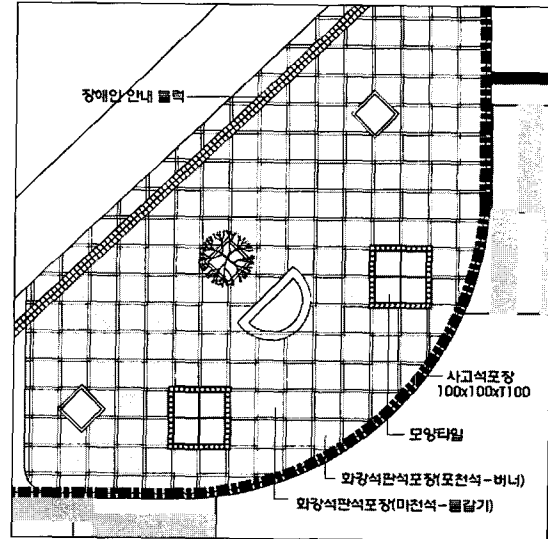 장애인 안내 블럭
사고석포장
100x100xT100
모양타일
화강석판석포장(포천석-버너)
화강석판석포장(마천석-물갈기)